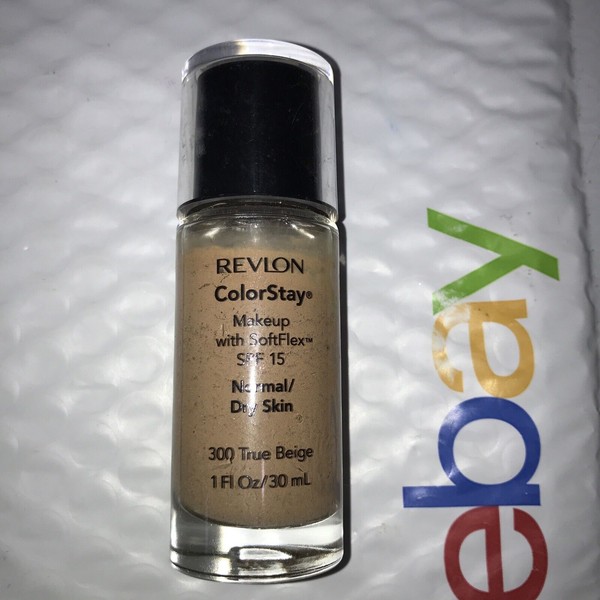 REVLON
ColorStay®
Makeup
with SoftFlex™
SPF 15
Normal/
Dry Skin
300 True Beige
1 Fl Oz/30 mL
ebay